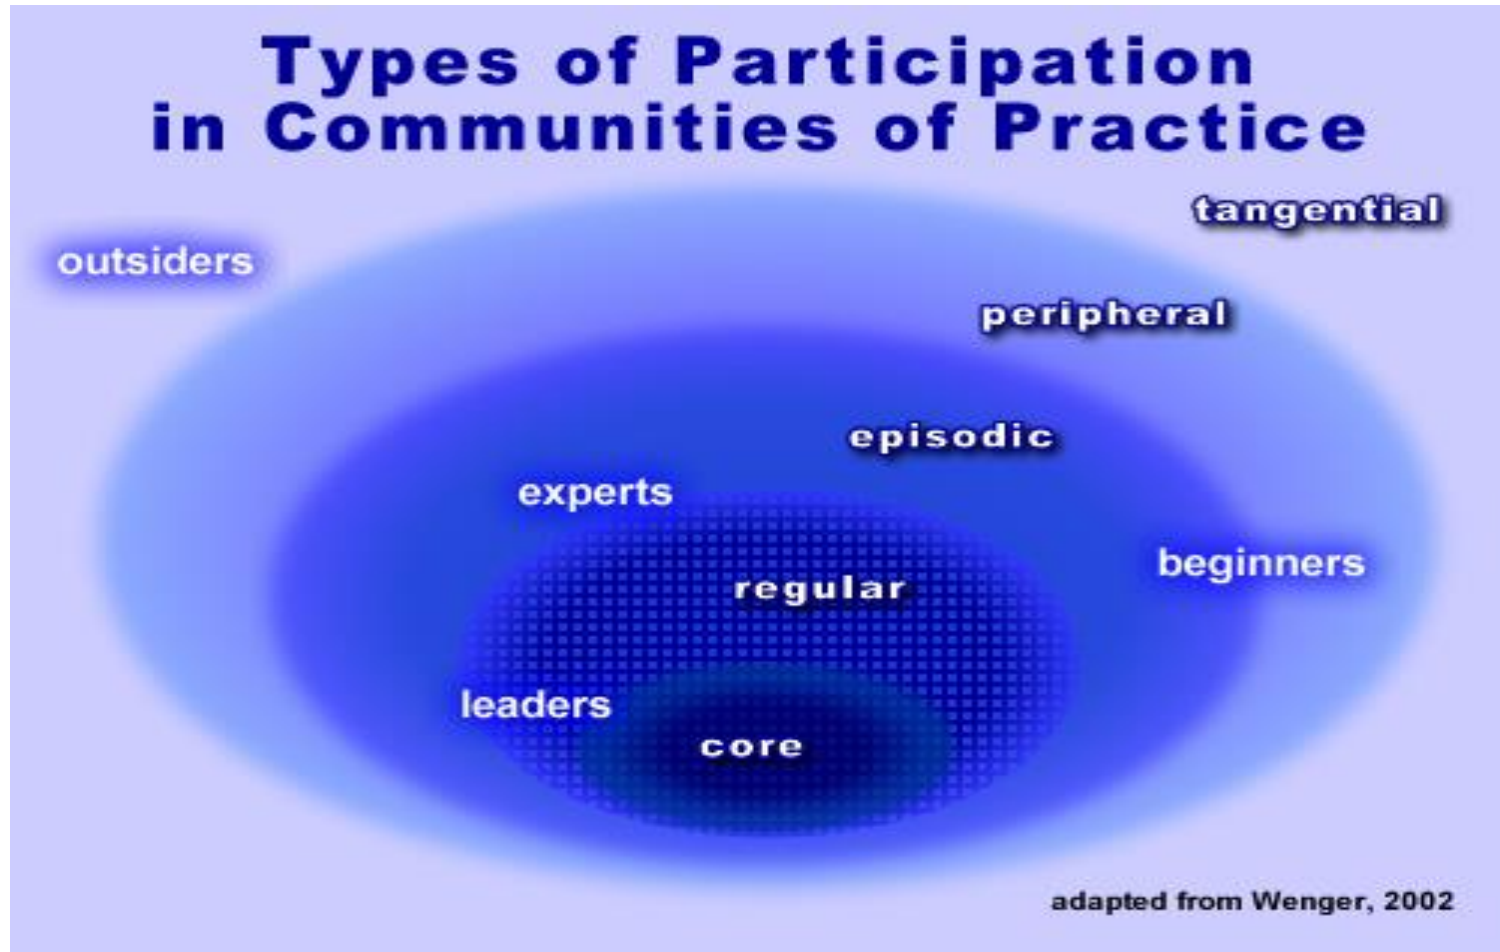 Types of Participation
in Communities of Practice
tangential
outsiders
peripheral
episodic
experts
beginners
regular
leaders
core
adapted from Wenger, 2002